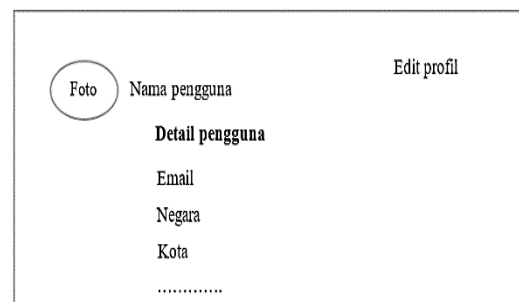 Edit profil
Foto
Nama pengguna
Detail pengguna
Email
Negara
Kota
.............